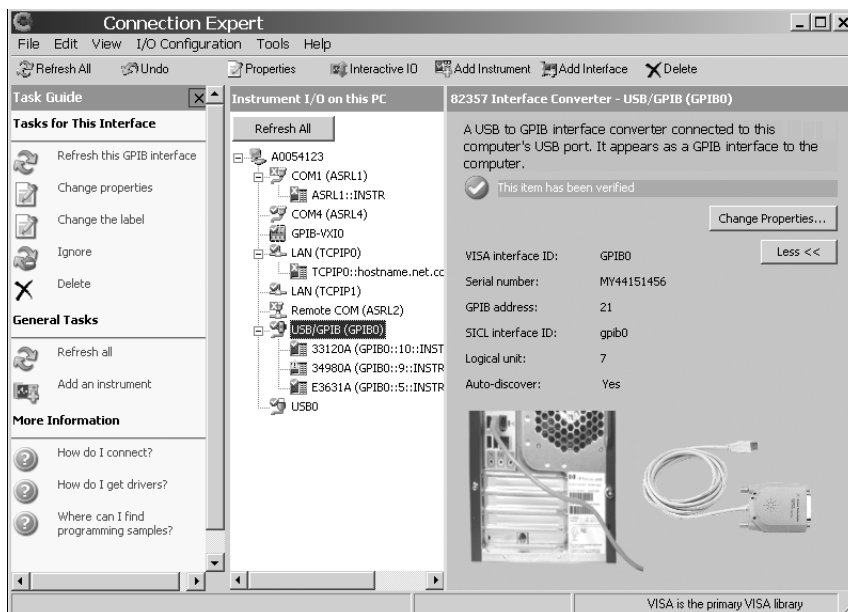 Connection Expert
File Edit View I/O Configuration Tools Help
Refresh All Undo Properties Interactive IO Add Instrument Add Interface Delete
Task Guide
Tasks for This Interface
Refresh this GPIB interface
Change properties
Change the label
Ignore
Delete
General Tasks
Refresh all
Add an instrument
More Information
How do I connect?
How do I get drivers?
Where can I find
programming samples?
Instrument I/O on this PC
Refresh All
A0054123
COM1 (ASRL1)
ASRL1::INSTR
COM4 (ASRL4)
GPIB-VXI0
LAN (TCPIP0)
TCPIP0::hostname.net.cc
LAN (TCPIP1)
Remote COM (ASRL2)
USB/GPIB (GPIB0)
33120A (GPIB0::10::INST
34980A (GPIB0::9::INSTR
E3631A (GPIB0::5::INSTR
USB0
82357 Interface Converter - USB/GPIB (GPIB0)
A USB to GPIB interface converter connected to this
computer's USB port. It appears as a GPIB interface to the
computer.
This item has been verified
Change Properties...
Less <<
VISA interface ID: GPIB0
Serial number: MY44151456
GPIB address: 21
SICL interface ID: gpib0
Logical unit: 7
Auto-discover: Yes
VISA is the primary VISA library